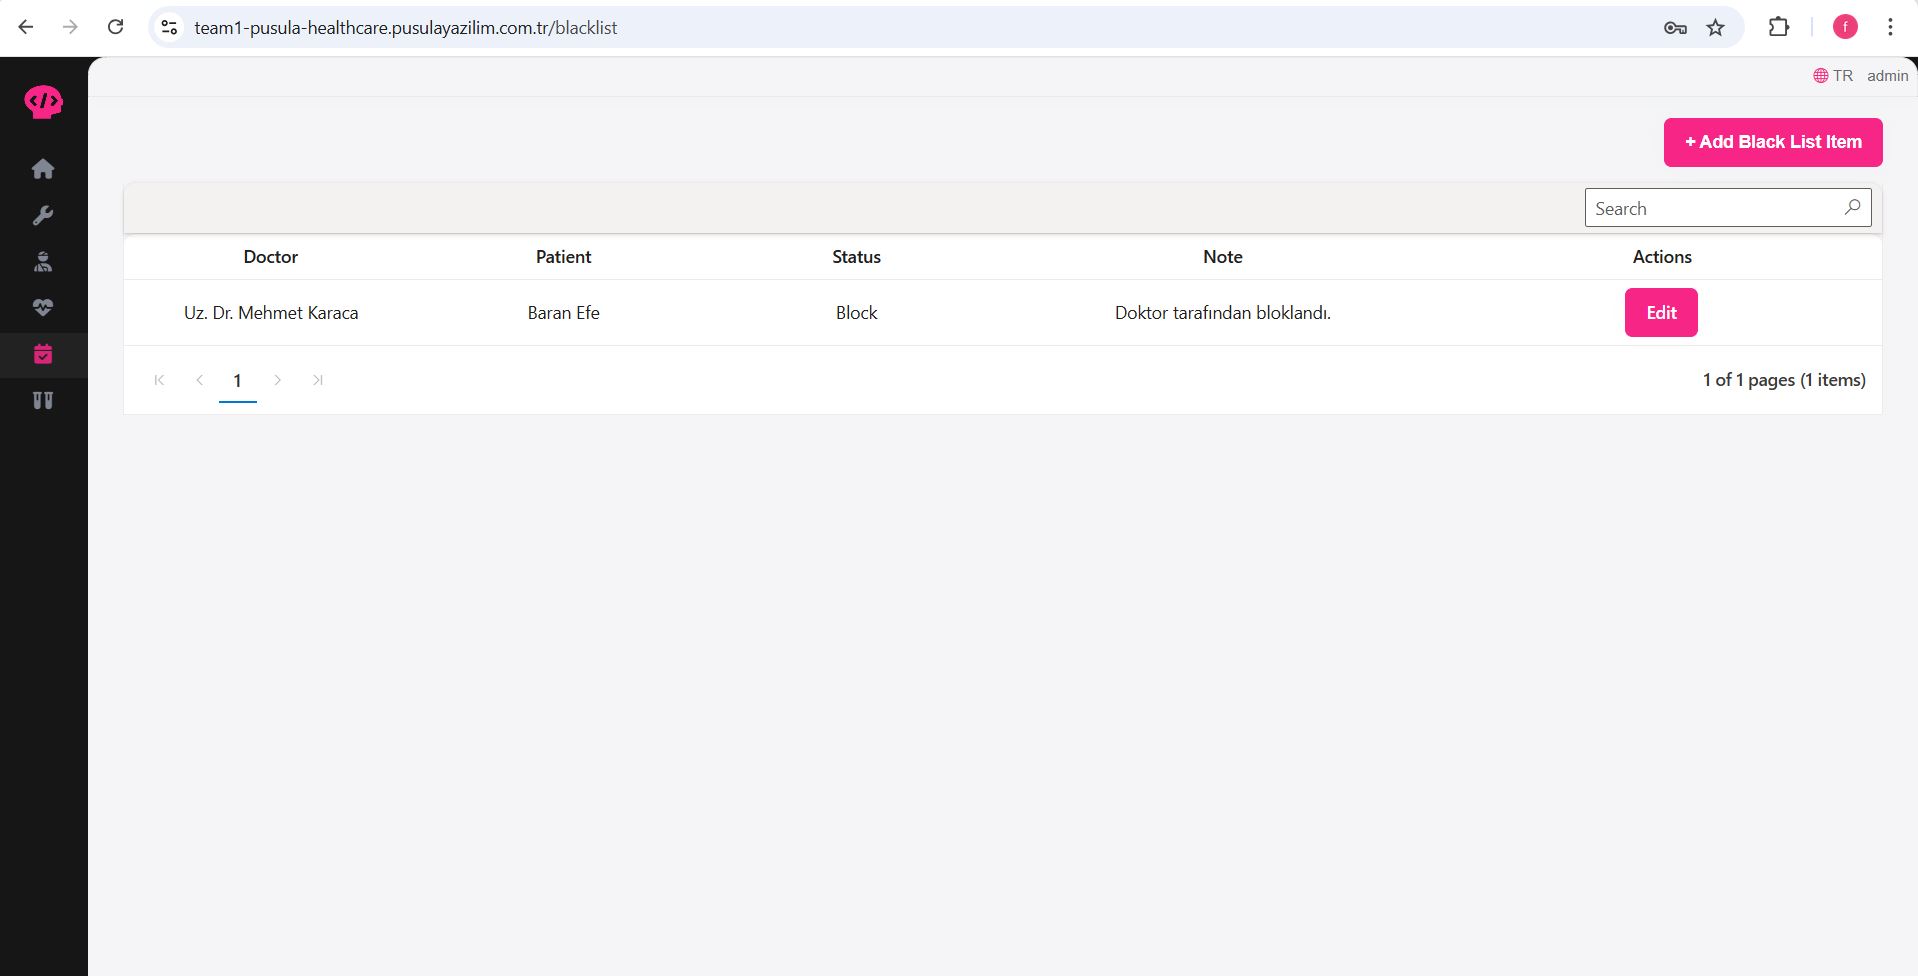 team1-pusula-healthcare.pusulayazilim.com.tr/blacklist
f
TR admin
</>
+ Add Black List Item
Search
Doctor Patient Status Note Actions
Uz. Dr. Mehmet Karaca Baran Efe Block Doktor tarafından bloklandı. Edit
1
1 of 1 pages (1 items)